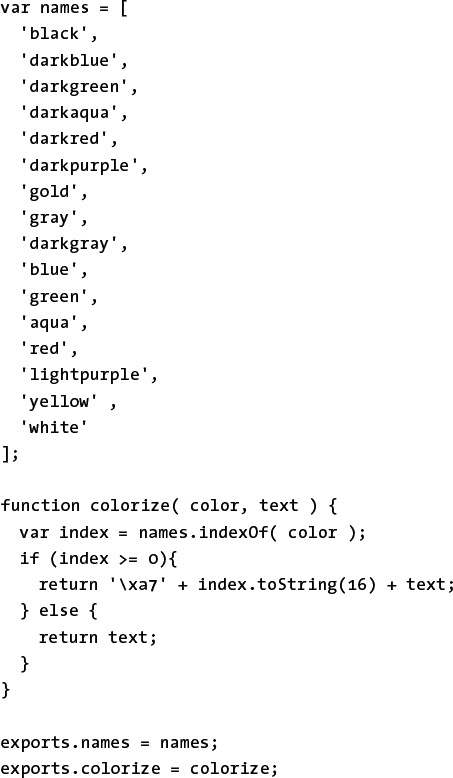 var names = [
  'black',
  'darkblue',
  'darkgreen',
  'darkaqua',
  'darkred',
  'darkpurple',
  'gold',
  'gray',
  'darkgray',
  'blue',
  'green',
  'aqua',
  'red',
  'lightpurple',
  'yellow' ,
  'white'
];

function colorize( color, text ) {
  var index = names.indexOf( color );
  if (index >= 0){
    return '\xa7' + index.toString(16) + text;
  } else {
    return text;
  }
}

exports.names = names;
exports.colorize = colorize;